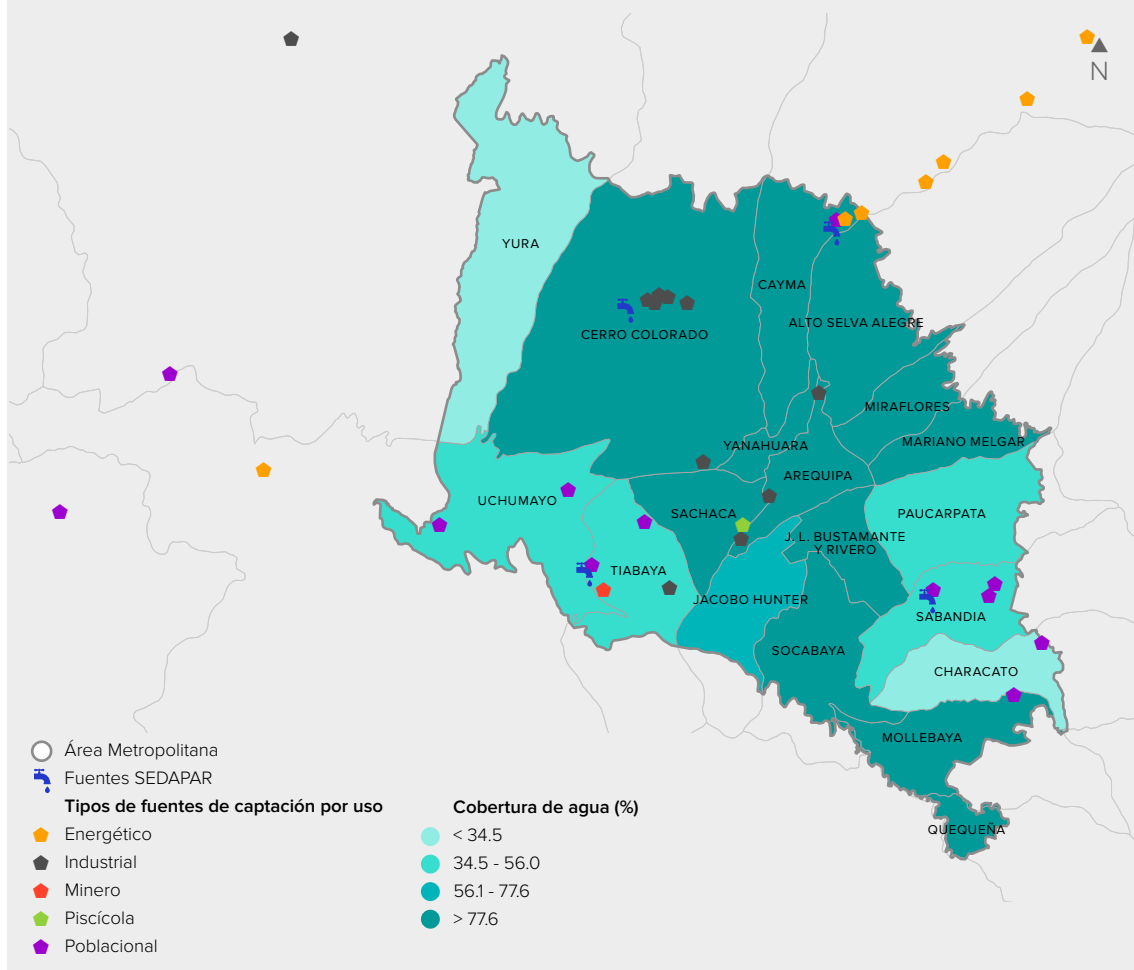 N
YURA
CAYMA
ALTO SELVA ALEGRE
CERRO COLORADO
MIRAFLORES
YANAHUARA
MARIANO MELGAR
AREQUIPA
UCHUMAYO
SACHACA
PAUCARPATA
J. L. BUSTAMANTE
Y RIVERO
TIABAYA
JACOBO HUNTER
SABANDIA
SOCABAYA
CHARACATO
MOLLEBAYA
QUEQUEÑA
Área Metropolitana
Fuentes SEDAPAR
Tipos de fuentes de captación por uso
Energético
Industrial
Minero
Piscícola
Poblacional
Cobertura de agua (%)
< 34.5
34.5 - 56.0
56.1 - 77.6
> 77.6